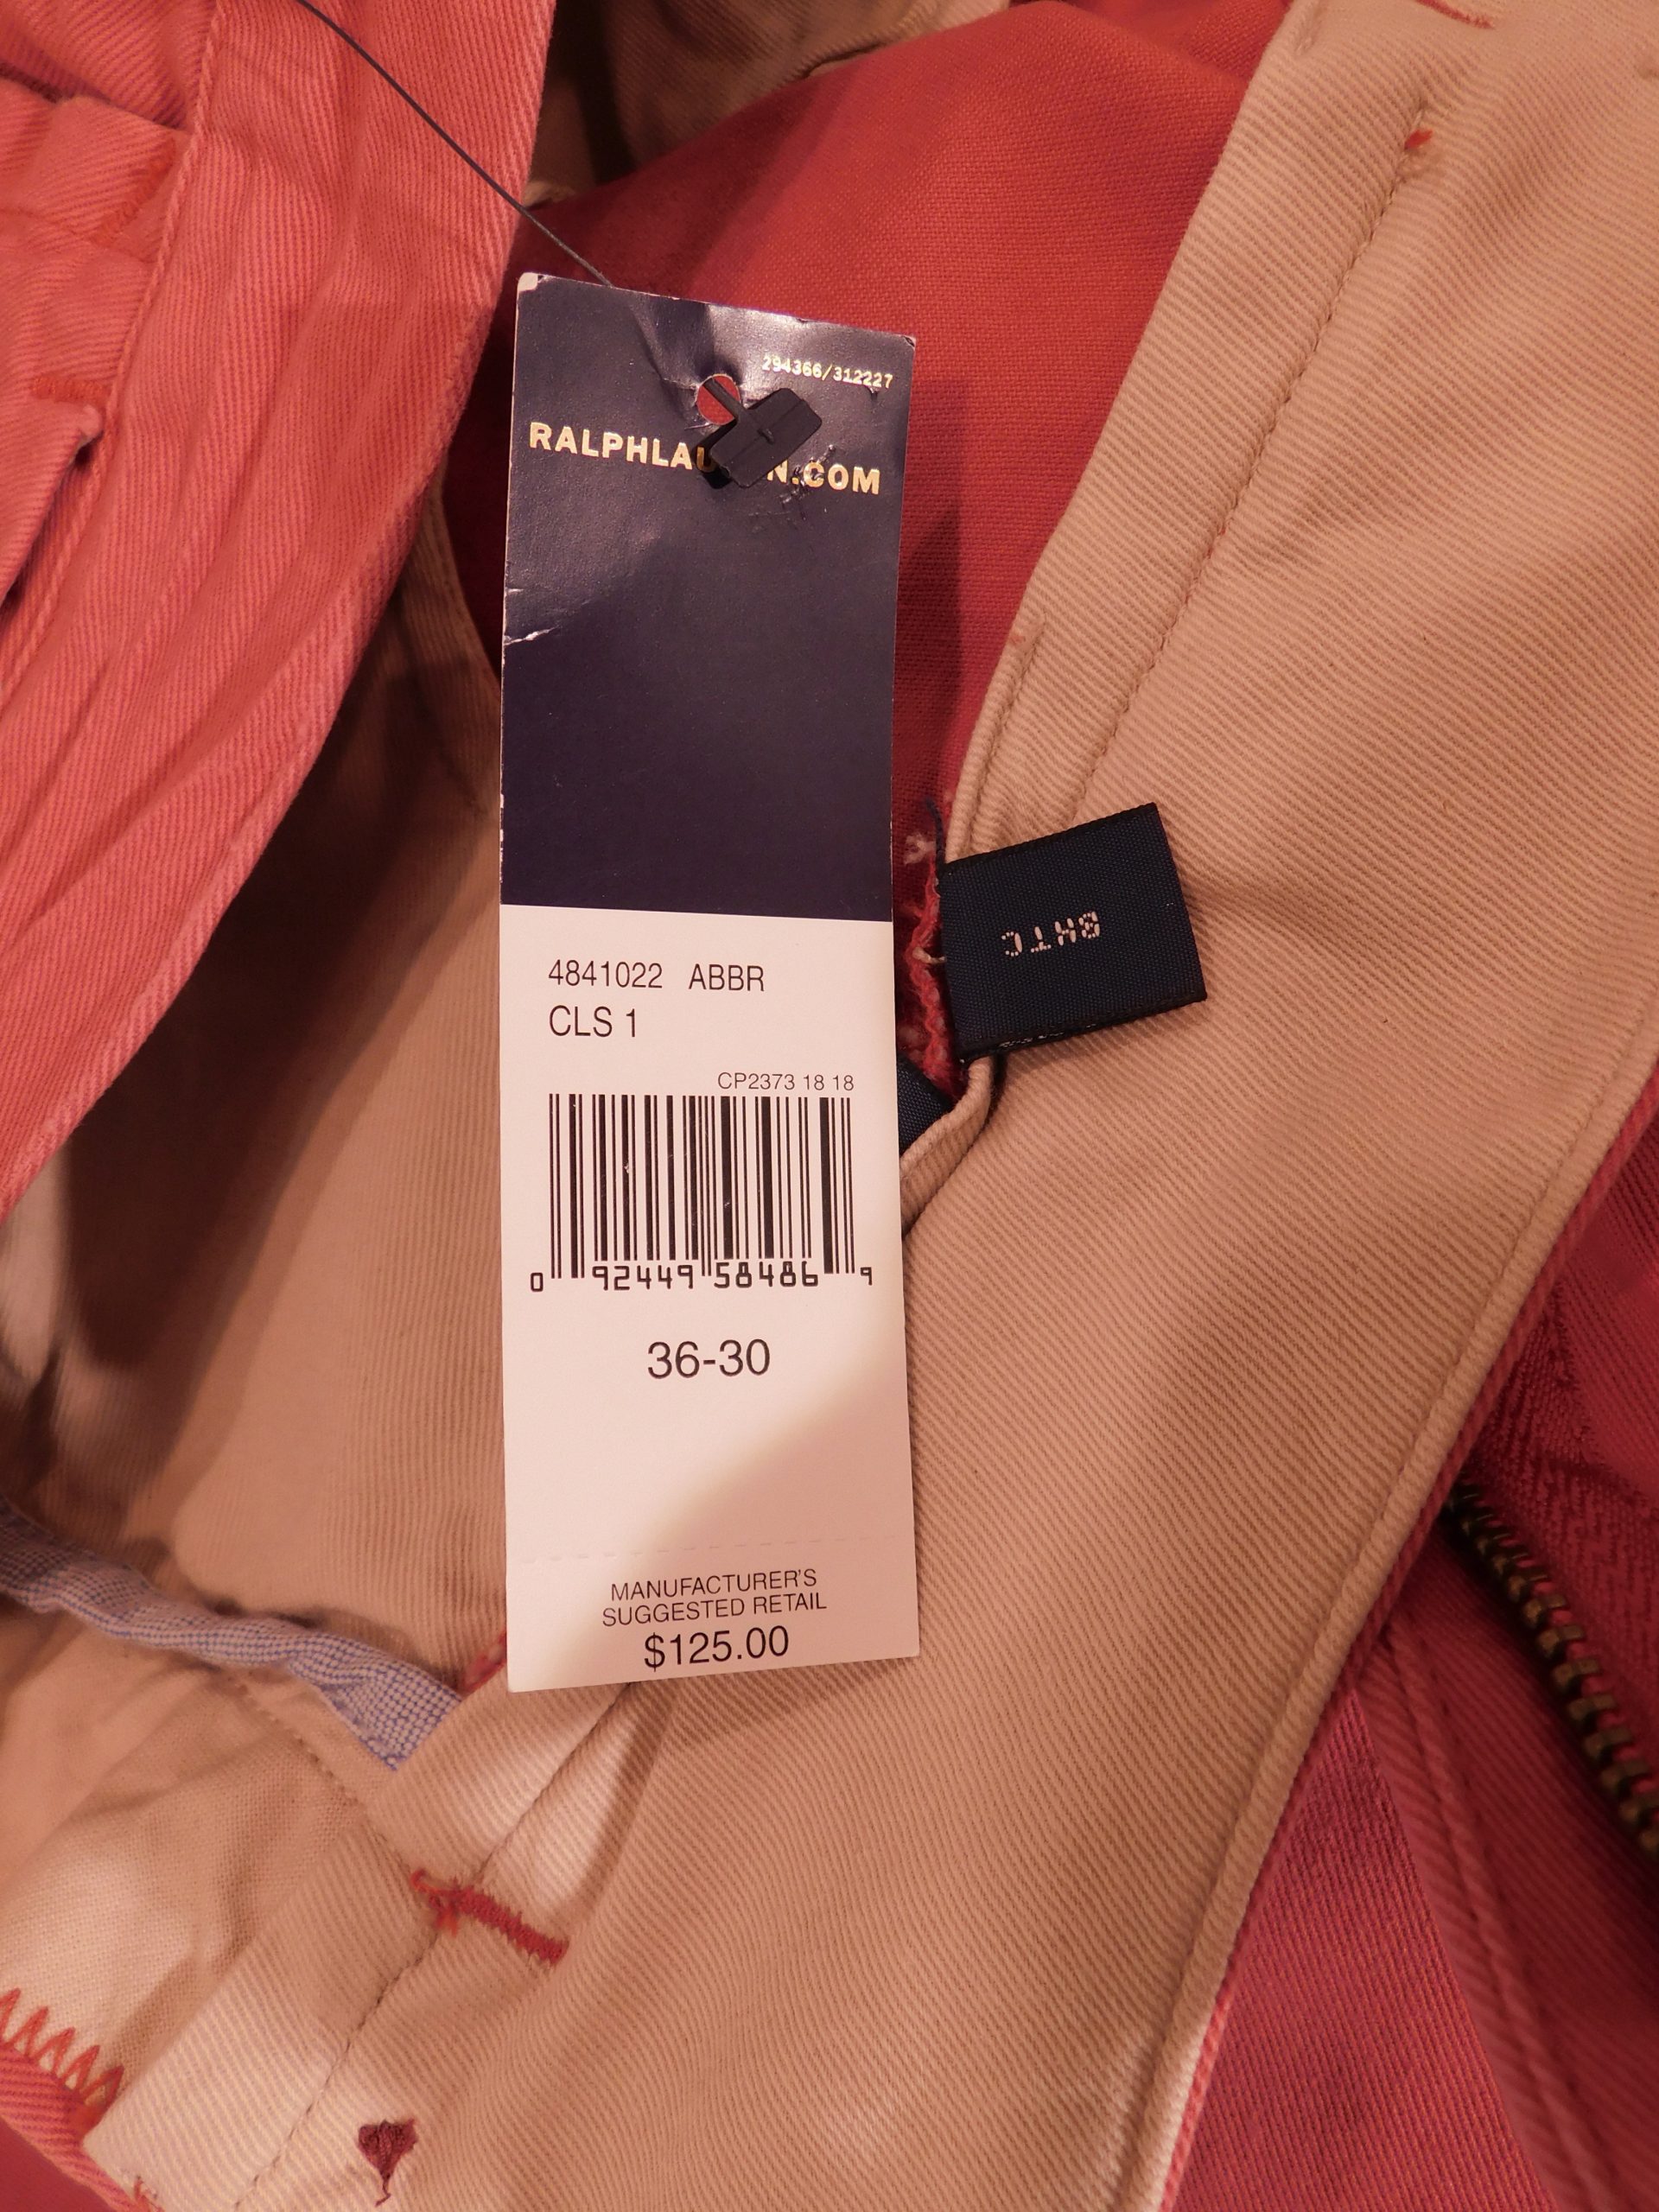 294366/312227
RALPHLAUREN.COM
4841022 ABBR
CLS 1
CP2373 18 18
0 92449 58486 9
36-30
MANUFACTURER'S
SUGGESTED RETAIL
$125.00